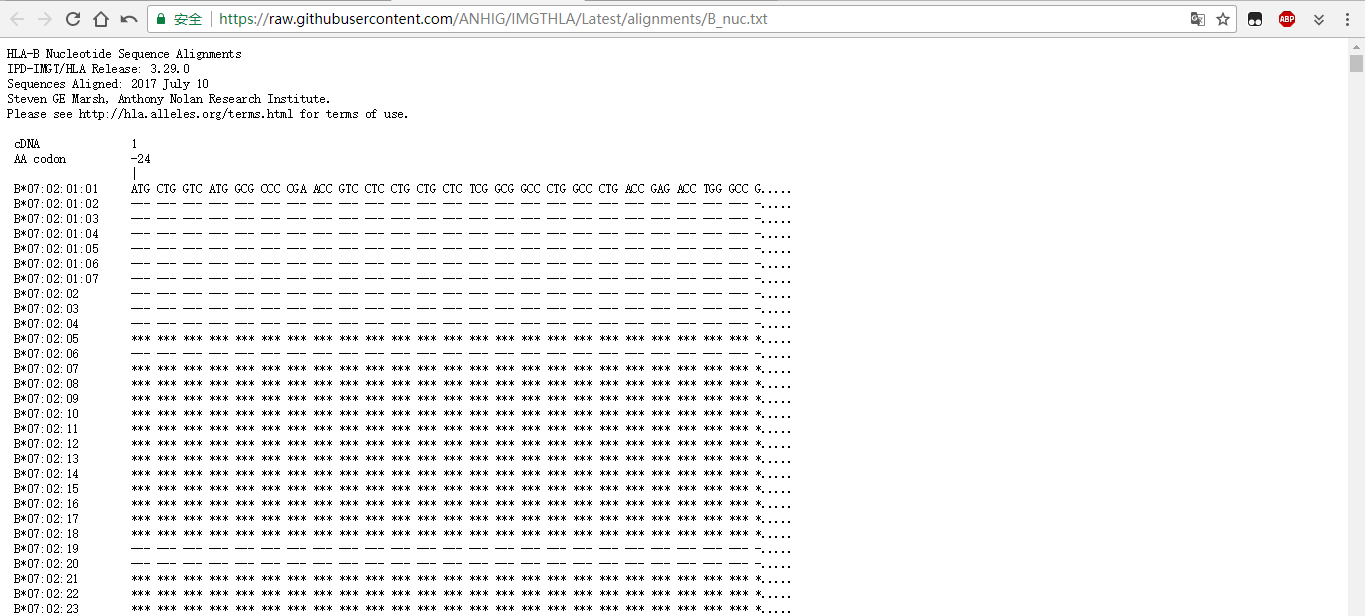 安全 https://raw.githubusercontent.com/ANHIG/IMGTHLA/Latest/alignments/B_nuc.txt ABP
HLA-B Nucleotide Sequence Alignments
IPD-IMGT/HLA Release: 3.29.0
Sequences Aligned: 2017 July 10
Steven GE Marsh, Anthony Nolan Research Institute.
Please see http://hla.alleles.org/terms.html for terms of use.
cDNA 1
AA codon -24
|
B*07:02:01:01 ATG CTG GTC ATG GCG CCC CGA ACC GTC CTC CTG CTG CTC TCG GCG GCC CTG GCC CTG ACC GAG ACC TGG GCC G.....
B*07:02:01:02 --- --- --- --- --- --- --- --- --- --- --- --- --- --- --- --- --- --- --- --- --- --- --- --- -.....
B*07:02:01:03 --- --- --- --- --- --- --- --- --- --- --- --- --- --- --- --- --- --- --- --- --- --- --- --- -.....
B*07:02:01:04 --- --- --- --- --- --- --- --- --- --- --- --- --- --- --- --- --- --- --- --- --- --- --- --- -.....
B*07:02:01:05 --- --- --- --- --- --- --- --- --- --- --- --- --- --- --- --- --- --- --- --- --- --- --- --- -.....
B*07:02:01:06 --- --- --- --- --- --- --- --- --- --- --- --- --- --- --- --- --- --- --- --- --- --- --- --- -.....
B*07:02:01:07 --- --- --- --- --- --- --- --- --- --- --- --- --- --- --- --- --- --- --- --- --- --- --- --- -.....
B*07:02:02 --- --- --- --- --- --- --- --- --- --- --- --- --- --- --- --- --- --- --- --- --- --- --- --- -.....
B*07:02:03 --- --- --- --- --- --- --- --- --- --- --- --- --- --- --- --- --- --- --- --- --- --- --- --- -.....
B*07:02:04 --- --- --- --- --- --- --- --- --- --- --- --- --- --- --- --- --- --- --- --- --- --- --- --- -.....
B*07:02:05 *** *** *** *** *** *** *** *** *** *** *** *** *** *** *** *** *** *** *** *** *** *** *** *** *.....
B*07:02:06 --- --- --- --- --- --- --- --- --- --- --- --- --- --- --- --- --- --- --- --- --- --- --- --- -.....
B*07:02:07 *** *** *** *** *** *** *** *** *** *** *** *** *** *** *** *** *** *** *** *** *** *** *** *** *.....
B*07:02:08 *** *** *** *** *** *** *** *** *** *** *** *** *** *** *** *** *** *** *** *** *** *** *** *** *.....
B*07:02:09 *** *** *** *** *** *** *** *** *** *** *** *** *** *** *** *** *** *** *** *** *** *** *** *** *.....
B*07:02:10 *** *** *** *** *** *** *** *** *** *** *** *** *** *** *** *** *** *** *** *** *** *** *** *** *.....
B*07:02:11 *** *** *** *** *** *** *** *** *** *** *** *** *** *** *** *** *** *** *** *** *** *** *** *** *.....
B*07:02:12 *** *** *** *** *** *** *** *** *** *** *** *** *** *** *** *** *** *** *** *** *** *** *** *** *.....
B*07:02:13 *** *** *** *** *** *** *** *** *** *** *** *** *** *** *** *** *** *** *** *** *** *** *** *** *.....
B*07:02:14 *** *** *** *** *** *** *** *** *** *** *** *** *** *** *** *** *** *** *** *** *** *** *** *** *.....
B*07:02:15 *** *** *** *** *** *** *** *** *** *** *** *** *** *** *** *** *** *** *** *** *** *** *** *** *.....
B*07:02:16 *** *** *** *** *** *** *** *** *** *** *** *** *** *** *** *** *** *** *** *** *** *** *** *** *.....
B*07:02:17 *** *** *** *** *** *** *** *** *** *** *** *** *** *** *** *** *** *** *** *** *** *** *** *** *.....
B*07:02:18 *** *** *** *** *** *** *** *** *** *** *** *** *** *** *** *** *** *** *** *** *** *** *** *** *.....
B*07:02:19 --- --- --- --- --- --- --- --- --- --- --- --- --- --- --- --- --- --- --- --- --- --- --- --- -.....
B*07:02:20 --- --- --- --- --- --- --- --- --- --- --- --- --- --- --- --- --- --- --- --- --- --- --- --- -.....
B*07:02:21 *** *** *** *** *** *** *** *** *** *** *** *** *** *** *** *** *** *** *** *** *** *** *** *** *.....
B*07:02:22 *** *** *** *** *** *** *** *** *** *** *** *** *** *** *** *** *** *** *** *** *** *** *** *** *.....
B*07:02:23 *** *** *** *** *** *** *** *** *** *** *** *** *** *** *** *** *** *** *** *** *** *** *** *** *.....